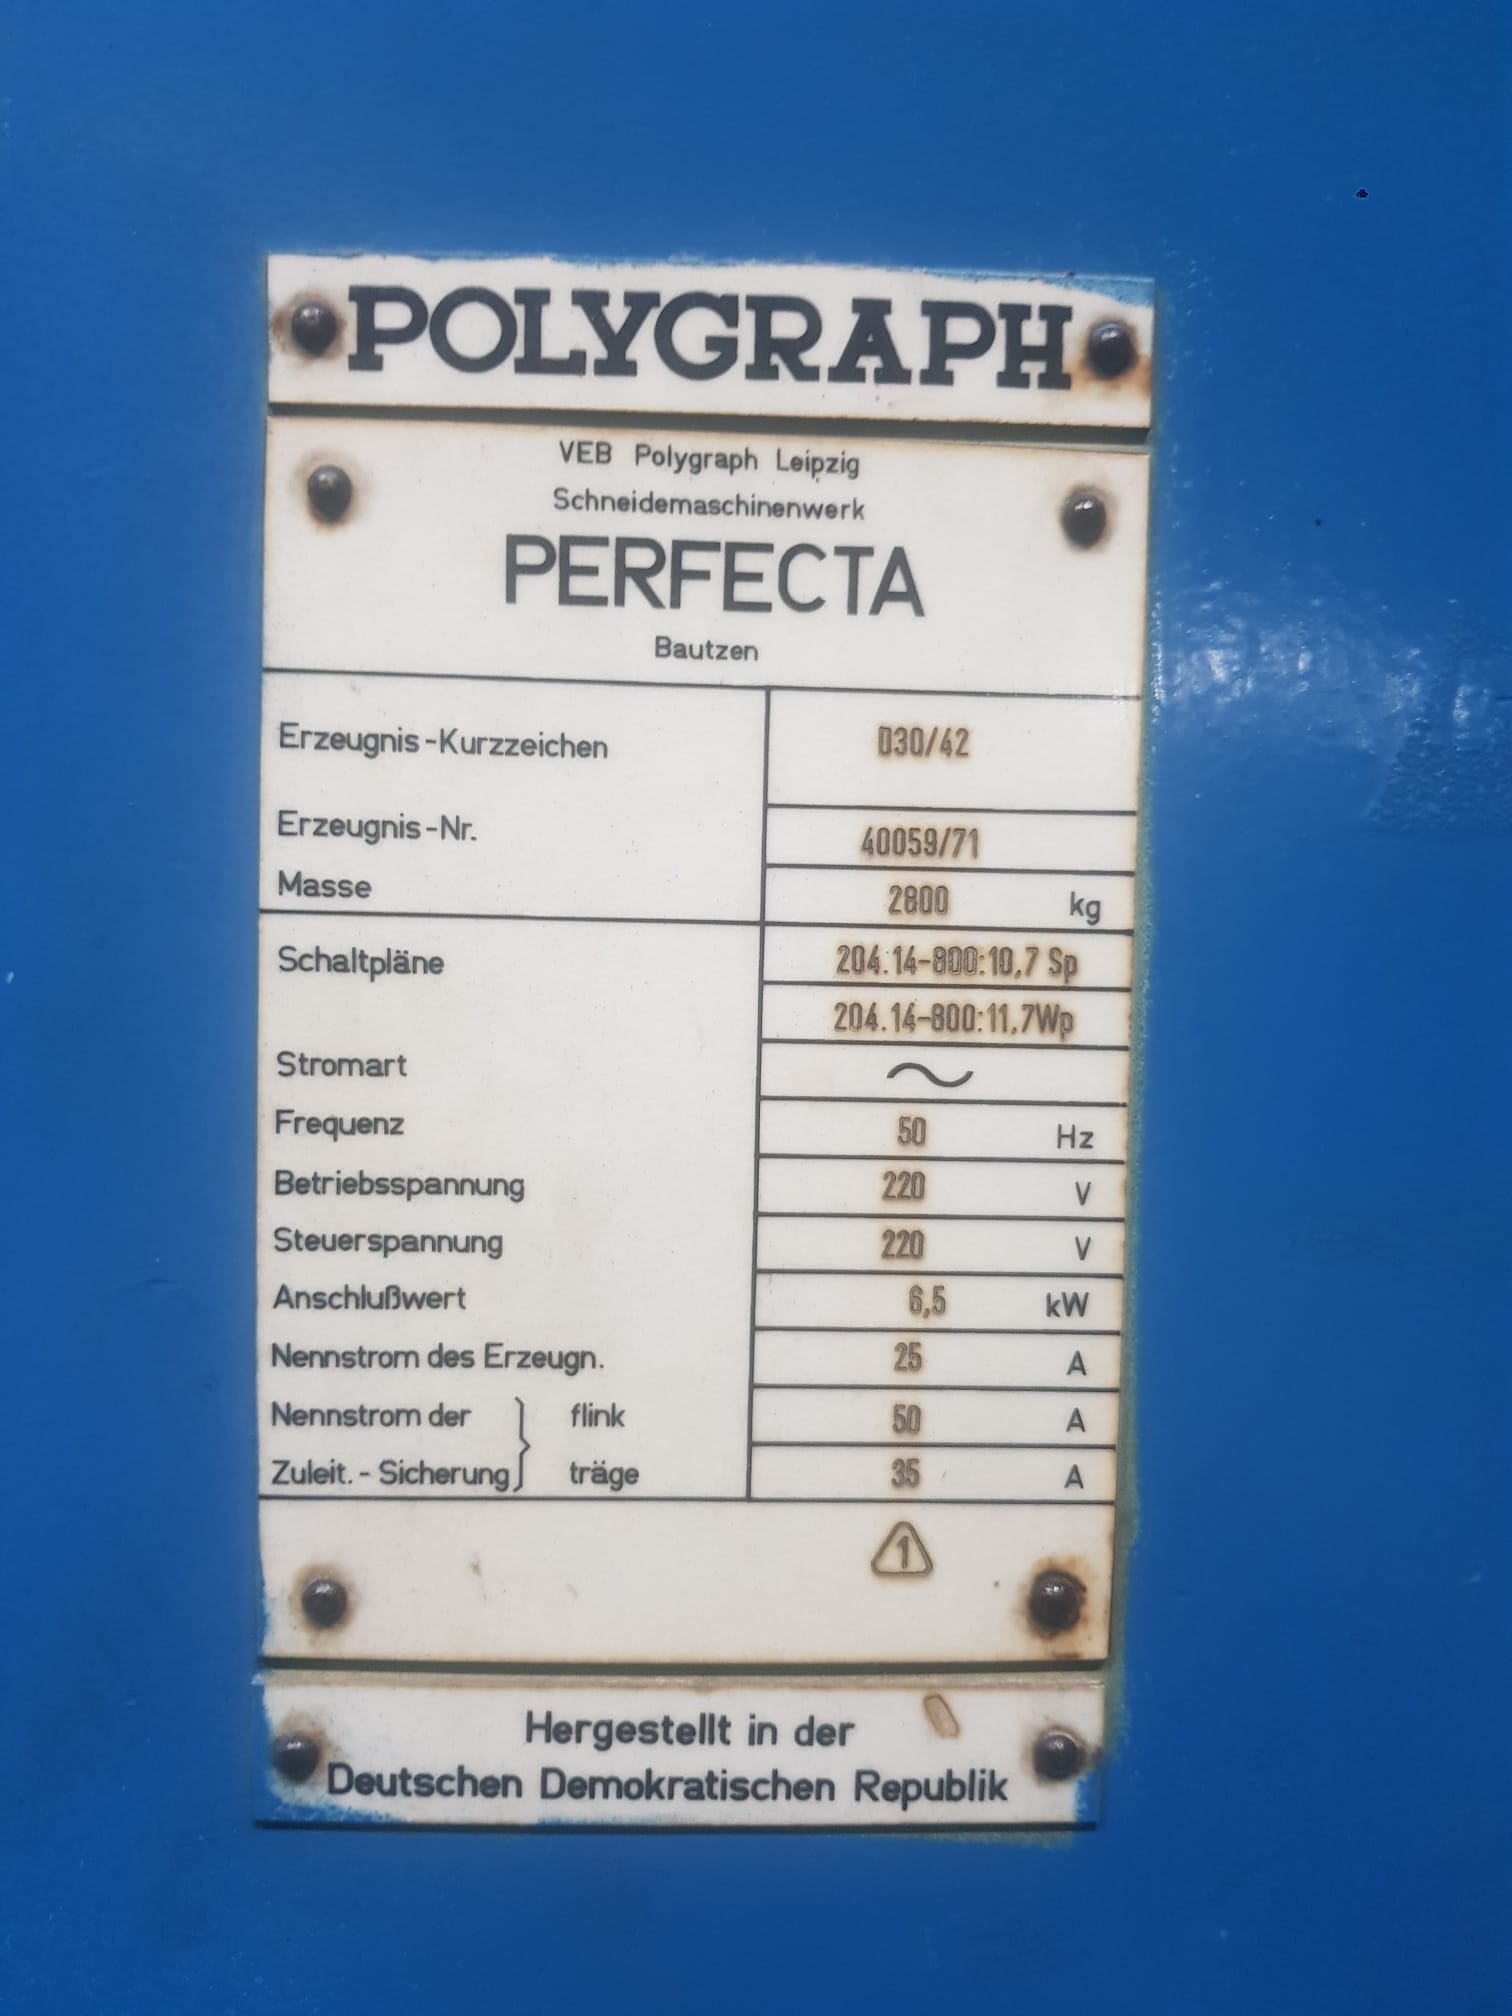 POLYGRAPH
VEB Polygraph Leipzig
Schneidemaschinenwerk
PERFECTA
Bautzen
Erzeugnis-Kurzzeichen D30/42
Erzeugnis-Nr. 40059/71
Masse 2800 kg
Schaltpläne 204.14-800:10,7 Sp
204.14-800:11,7Wp
Stromart ~
Frequenz 50 Hz
Betriebsspannung 220 V
Steuerspannung 220 V
Anschlußwert 6,5 kW
Nennstrom des Erzeugn. 25 A
Nennstrom der } flink 50 A
Zuleit.-Sicherung } träge 35 A
1
Hergestellt in der
Deutschen Demokratischen Republik